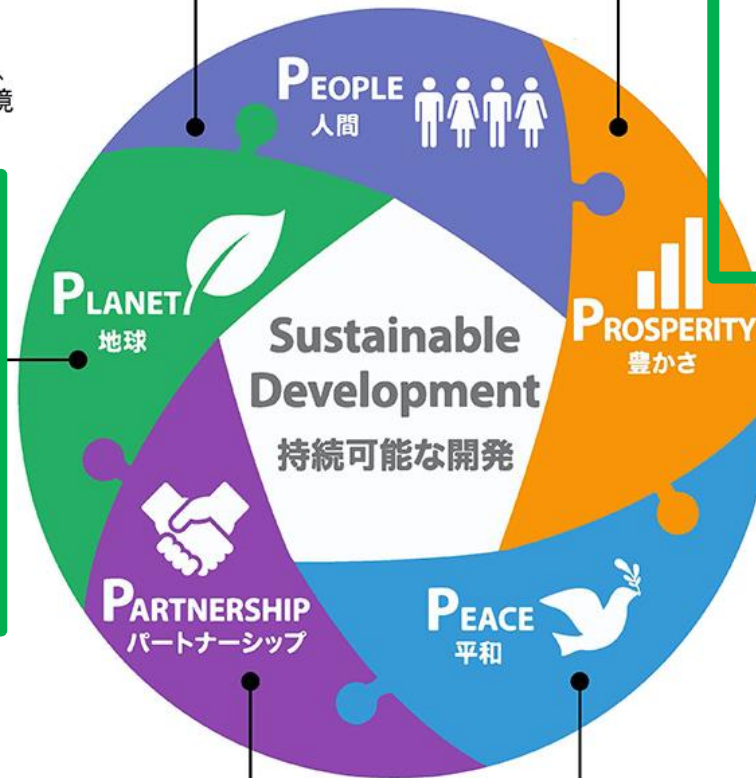 、
境
PEOPLE
人間
PROSPERITY
豊かさ
PLANET
地球
Sustainable
Development
持続可能な開発
PARTNERSHIP
パートナーシップ
PEACE
平和